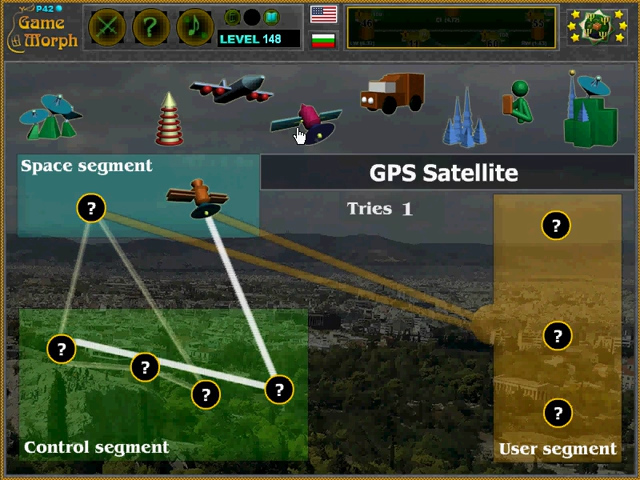 P42
Game
Morph
LEVEL 148
Space segment
GPS Satellite
Tries 1
?
?
?
?
?
?
?
?
?
Control segment
User segment